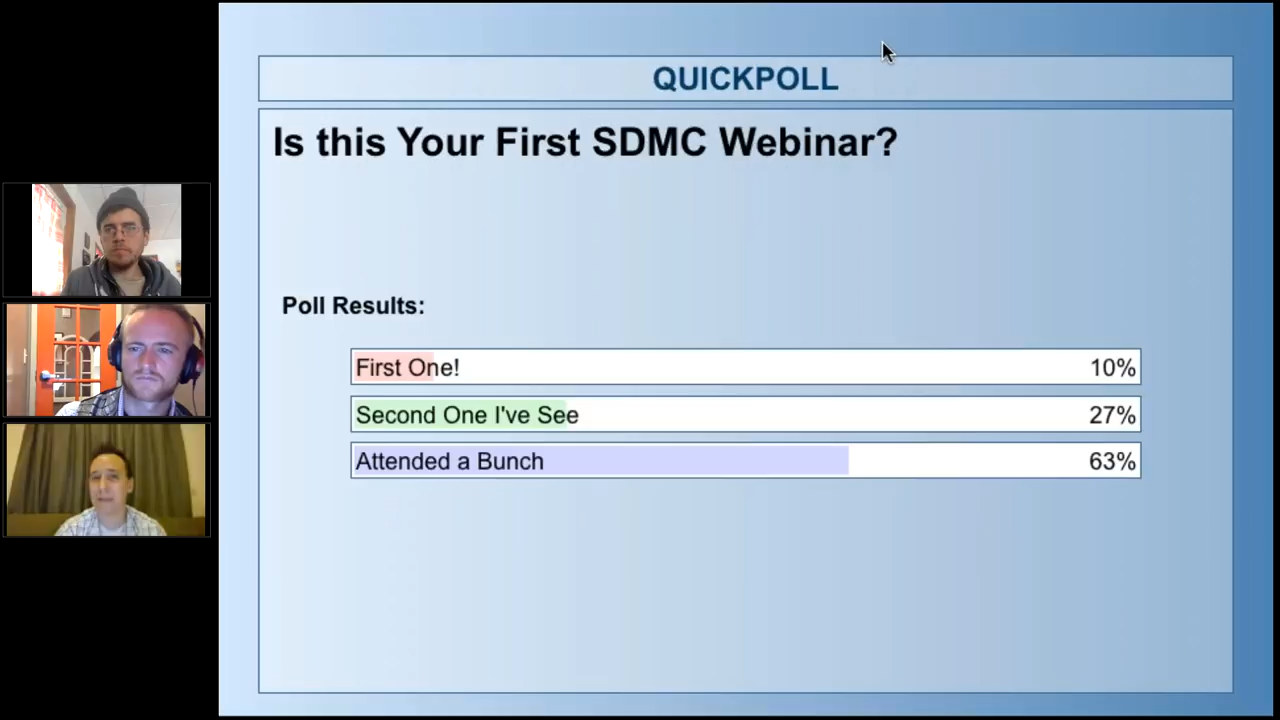 QUICKPOLL
Is this Your First SDMC Webinar?
Poll Results:
First One! 10%
Second One I've See 27%
Attended a Bunch 63%